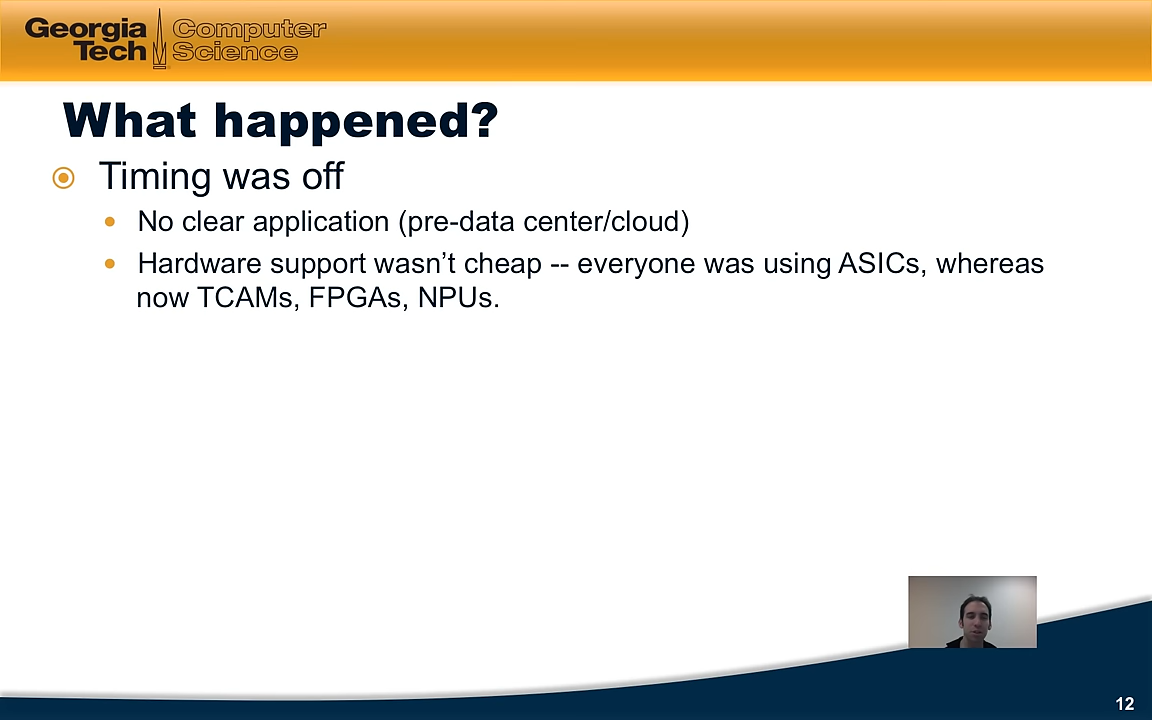 Georgia Computer
Tech Science
What happened?
Timing was off
No clear application (pre-data center/cloud)
Hardware support wasn’t cheap -- everyone was using ASICs, whereas
now TCAMs, FPGAs, NPUs.
12